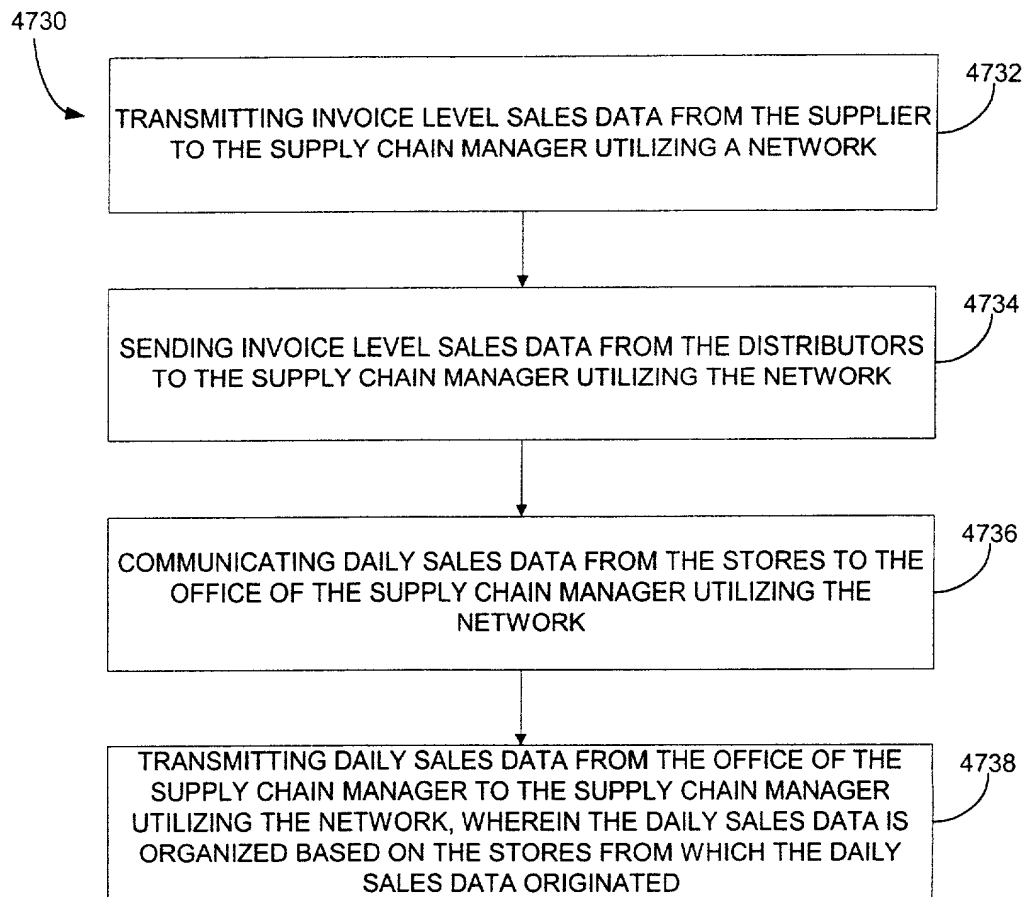 4730
4732
TRANSMITTING INVOICE LEVEL SALES DATA FROM THE SUPPLIER
TO THE SUPPLY CHAIN MANAGER UTILIZING A NETWORK
4734
SENDING INVOICE LEVEL SALES DATA FROM THE DISTRIBUTORS
TO THE SUPPLY CHAIN MANAGER UTILIZING THE NETWORK
4736
COMMUNICATING DAILY SALES DATA FROM THE STORES TO THE
OFFICE OF THE SUPPLY CHAIN MANAGER UTILIZING THE
NETWORK
4738
TRANSMITTING DAILY SALES DATA FROM THE OFFICE OF THE
SUPPLY CHAIN MANAGER TO THE SUPPLY CHAIN MANAGER
UTILIZING THE NETWORK, WHEREIN THE DAILY SALES DATA IS
ORGANIZED BASED ON THE STORES FROM WHICH THE DAILY
SALES DATA ORIGINATED